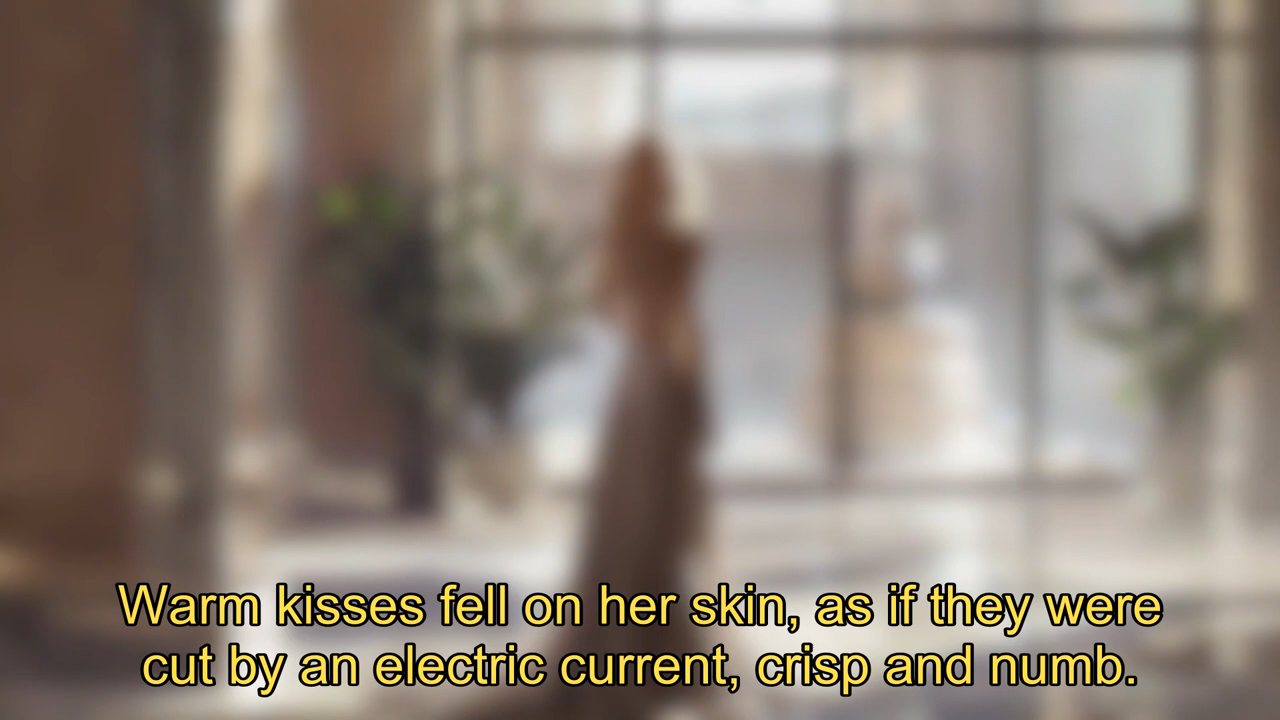 Warm kisses fell on her skin, as if they were
cut by an electric current, crisp and numb.